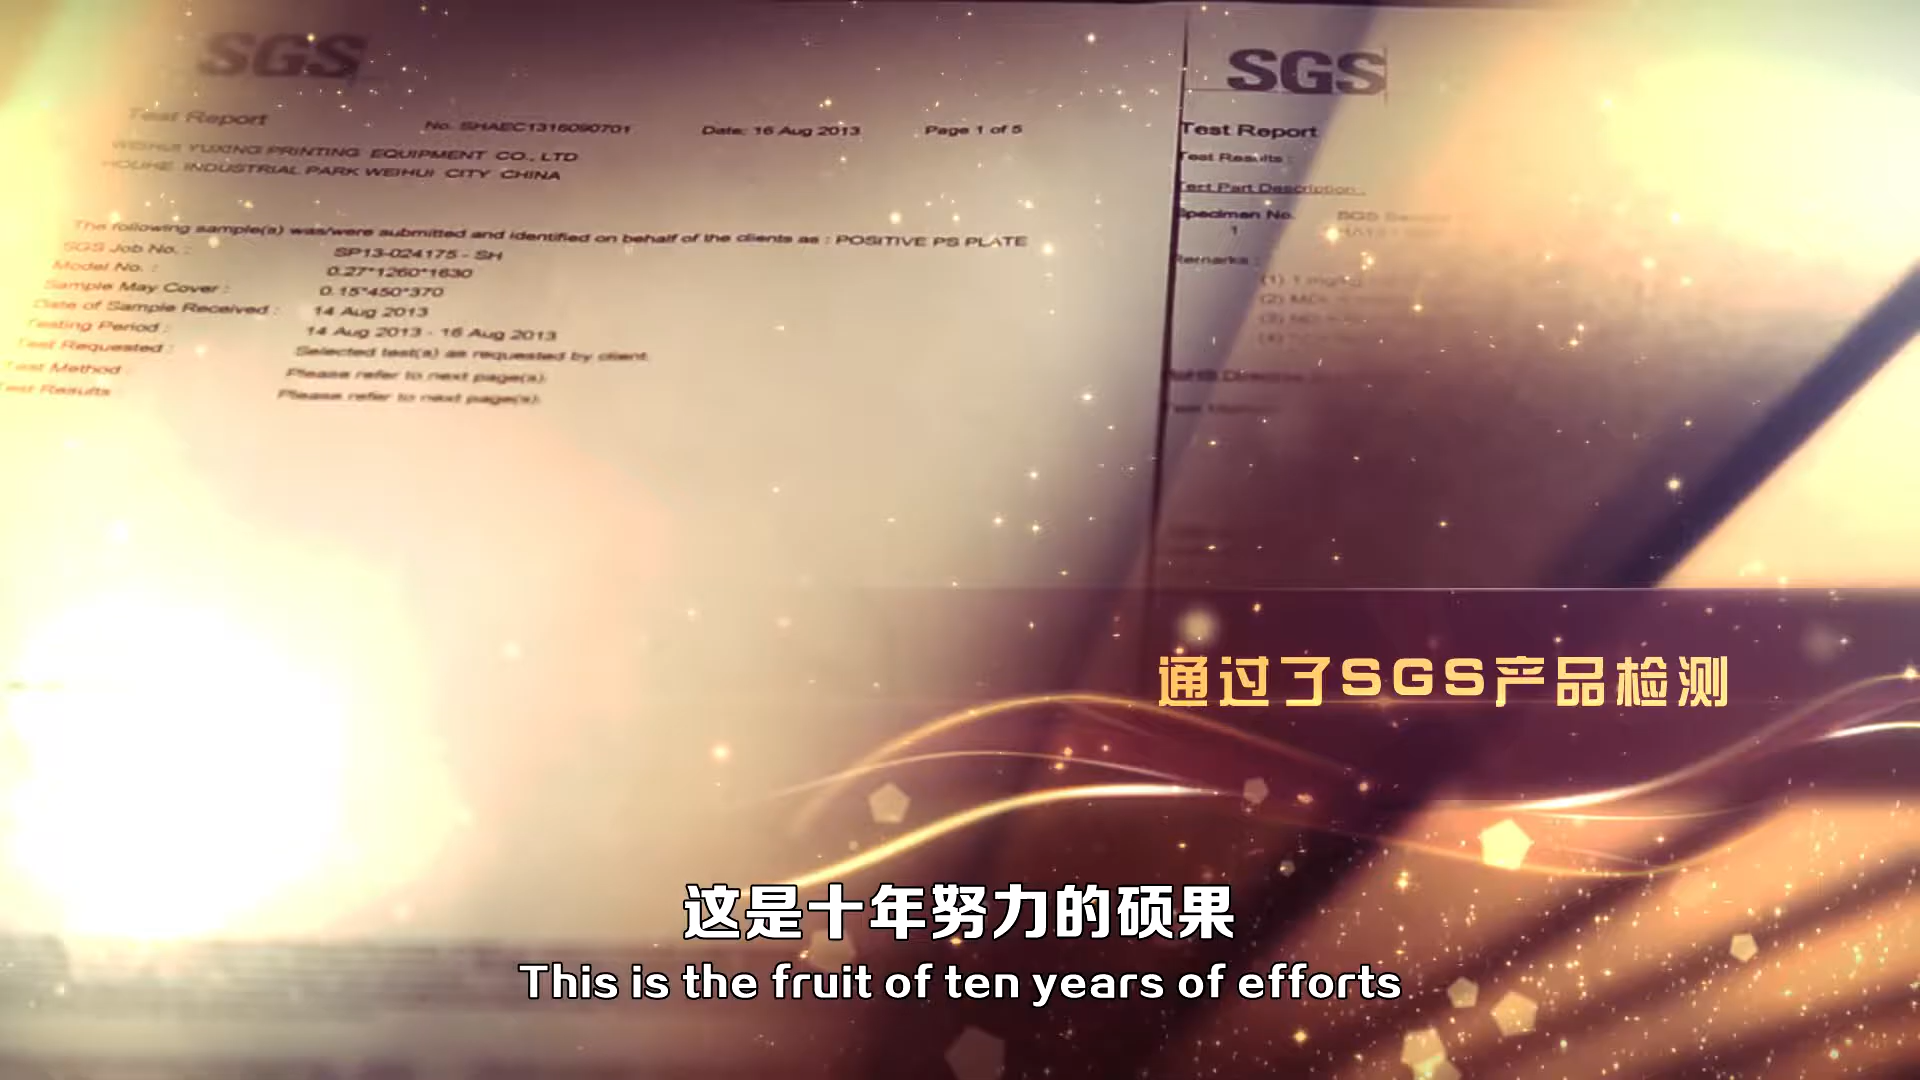 SGS
Test Report
No. SHAEC1316090701
Date: 16 Aug 2013
Page 1 of 5
WEIHUI YUXING PRINTING EQUIPMENT CO., LTD
HOUHE INDUSTRIAL PARK WEIHUI CITY CHINA
The following sample(s) was/were submitted and identified on behalf of the clients as : POSITIVE PS PLATE
SGS Job No. : SP13-024175 - SH
Model No. : 0.27*1260*1630
Sample May Cover : 0.15*450*370
Date of Sample Received : 14 Aug 2013
Testing Period : 14 Aug 2013 - 16 Aug 2013
Test Requested : Selected test(s) as requested by client.
Test Method : Please refer to next page(s).
Test Results : Please refer to next page(s).
SGS
Test Report
Test Results :
Test Part Description :
Specimen No.
1
Remarks :
通过了SGS产品检测
这是十年努力的硕果
This is the fruit of ten years of efforts